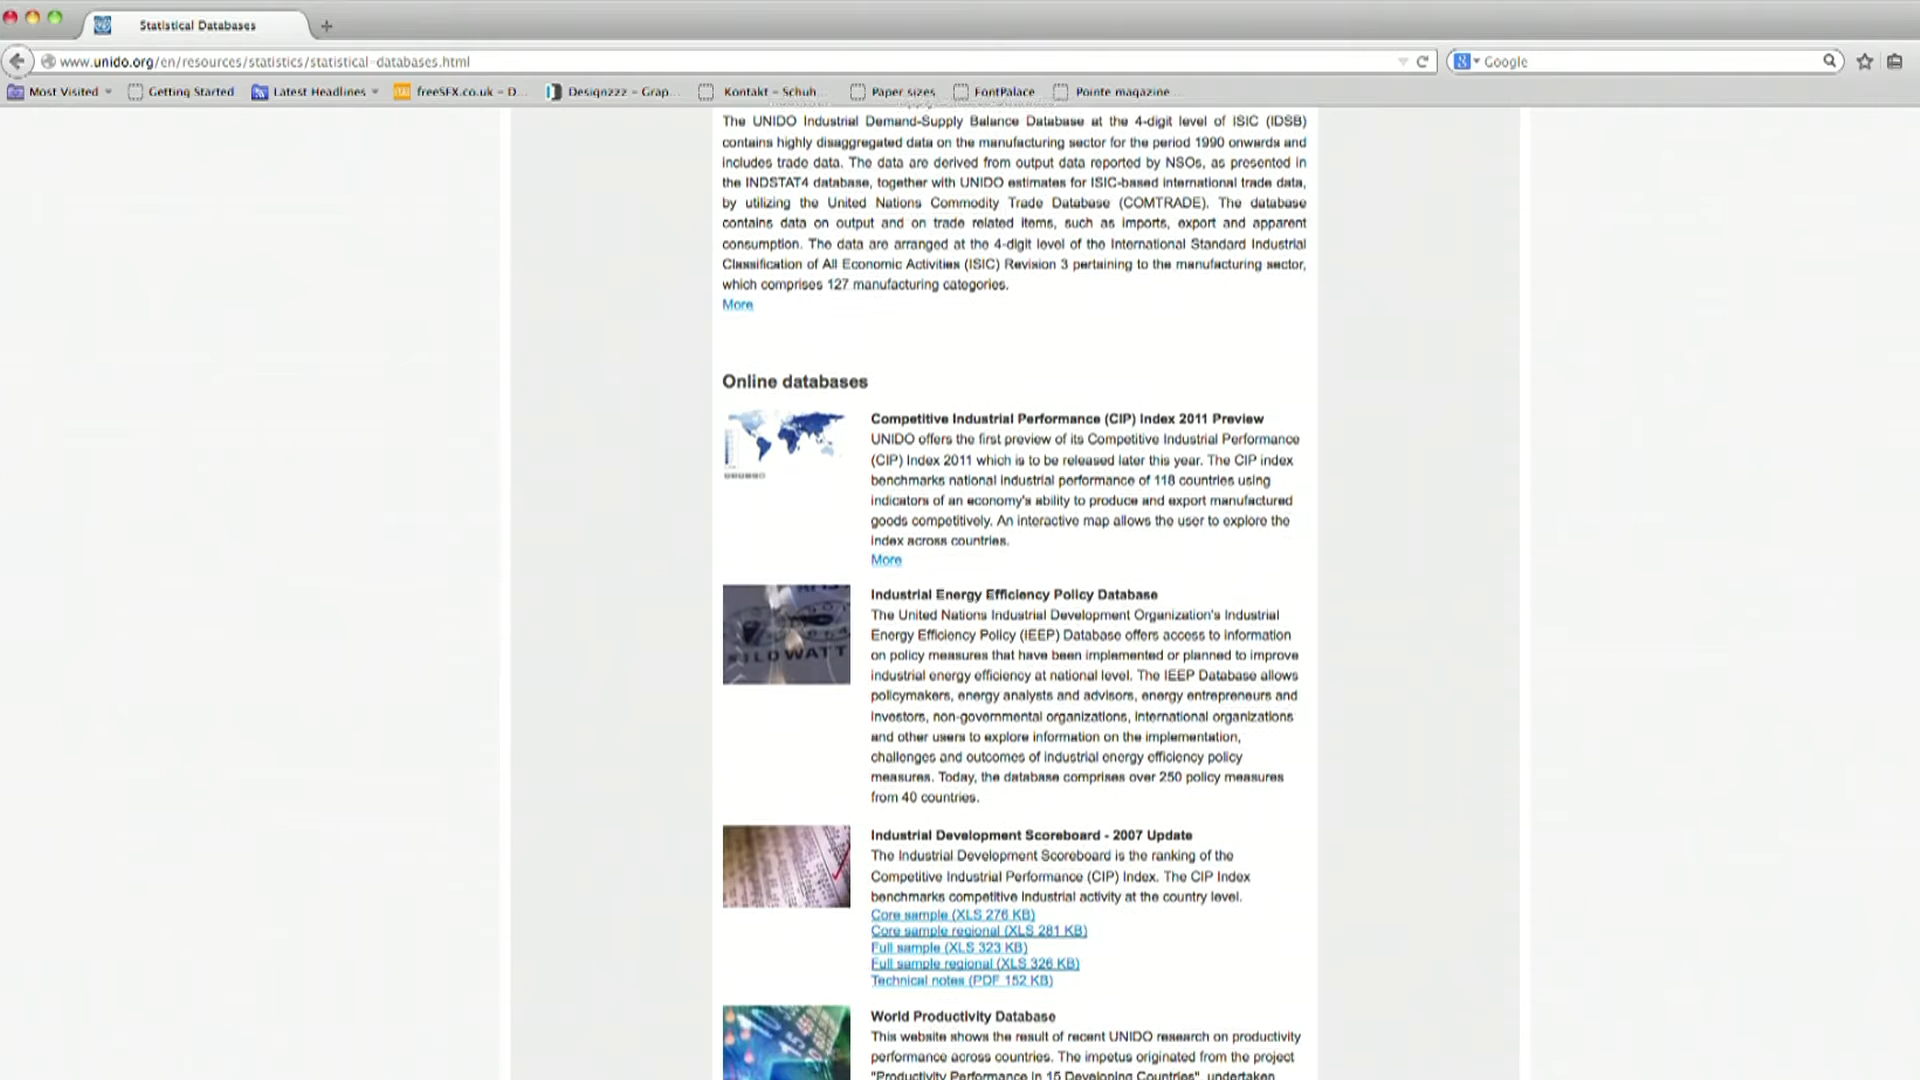 Statistical Databases
www.unido.org/en/resources/statistics/statistical-databases.html
Google
Most Visited
Getting Started
Latest Headlines
freeSFX.co.uk - D...
Designzzz - Grap...
Kontakt - Schuh...
Paper sizes
FontPalace
Pointe magazine
The UNIDO Industrial Demand-Supply Balance Database at the 4-digit level of ISIC (IDSB)
contains highly disaggregated data on the manufacturing sector for the period 1990 onwards and
includes trade data. The data are derived from output data reported by NSOs, as presented in
the INDSTAT4 database, together with UNIDO estimates for ISIC-based international trade data,
by utilizing the United Nations Commodity Trade Database (COMTRADE). The database
contains data on output and on trade related items, such as imports, export and apparent
consumption. The data are arranged at the 4-digit level of the International Standard Industrial
Classification of All Economic Activities (ISIC) Revision 3 pertaining to the manufacturing sector,
which comprises 127 manufacturing categories.
More
Online databases
Competitive Industrial Performance (CIP) Index 2011 Preview
UNIDO offers the first preview of its Competitive Industrial Performance
(CIP) Index 2011 which is to be released later this year. The CIP index
benchmarks national industrial performance of 118 countries using
indicators of an economy's ability to produce and export manufactured
goods competitively. An interactive map allows the user to explore the
index across countries.
More
KILOWATT
Industrial Energy Efficiency Policy Database
The United Nations Industrial Development Organization's Industrial
Energy Efficiency Policy (IEEP) Database offers access to information
on policy measures that have been implemented or planned to improve
industrial energy efficiency at national level. The IEEP Database allows
policymakers, energy analysts and advisors, energy entrepreneurs and
investors, non-governmental organizations, international organizations
and other users to explore information on the implementation,
challenges and outcomes of industrial energy efficiency policy
measures. Today, the database comprises over 250 policy measures
from 40 countries.
Industrial Development Scoreboard - 2007 Update
The Industrial Development Scoreboard is the ranking of the
Competitive Industrial Performance (CIP) Index. The CIP Index
benchmarks competitive industrial activity at the country level.
Core sample (XLS 276 KB)
Core sample regional (XLS 281 KB)
Full sample (XLS 323 KB)
Full sample regional (XLS 326 KB)
Technical notes (PDF 152 KB)
World Productivity Database
This website shows the result of recent UNIDO research on productivity
performance across countries. The impetus originated from the project
"Productivity Performance in 15 Developing Countries", undertaken